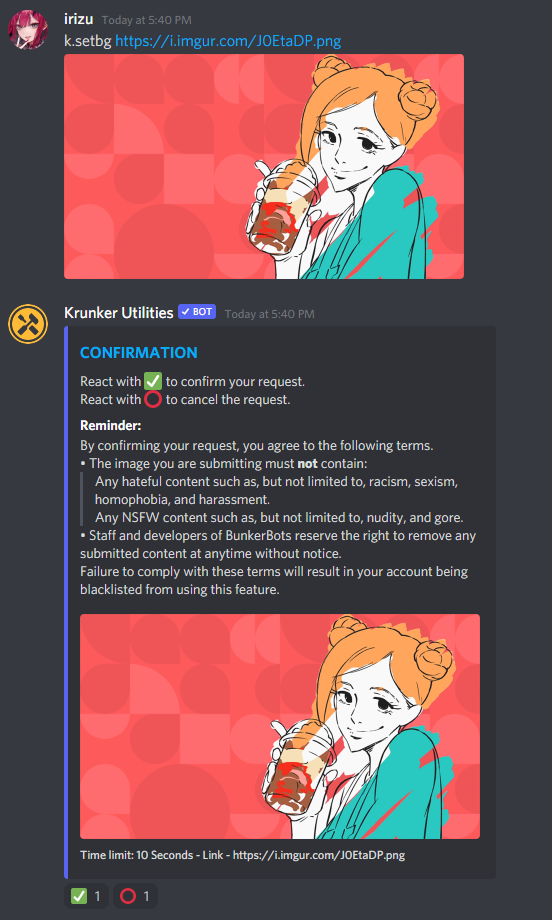 irizu Today at 5:40 PM
k.setbg https://i.imgur.com/J0EtaDP.png
Krunker Utilities ✓ BOT Today at 5:40 PM
CONFIRMATION
React with ✅ to confirm your request.
React with ⭕ to cancel the request.
Reminder:
By confirming your request, you agree to the following terms.
• The image you are submitting must not contain:
Any hateful content such as, but not limited to, racism, sexism,
homophobia, and harassment.
Any NSFW content such as, but not limited to, nudity, and gore.
• Staff and developers of BunkerBots reserve the right to remove any
submitted content at anytime without notice.
Failure to comply with these terms will result in your account being
blacklisted from using this feature.
Time limit: 10 Seconds - Link - https://i.imgur.com/J0EtaDP.png
✅ 1 ⭕ 1